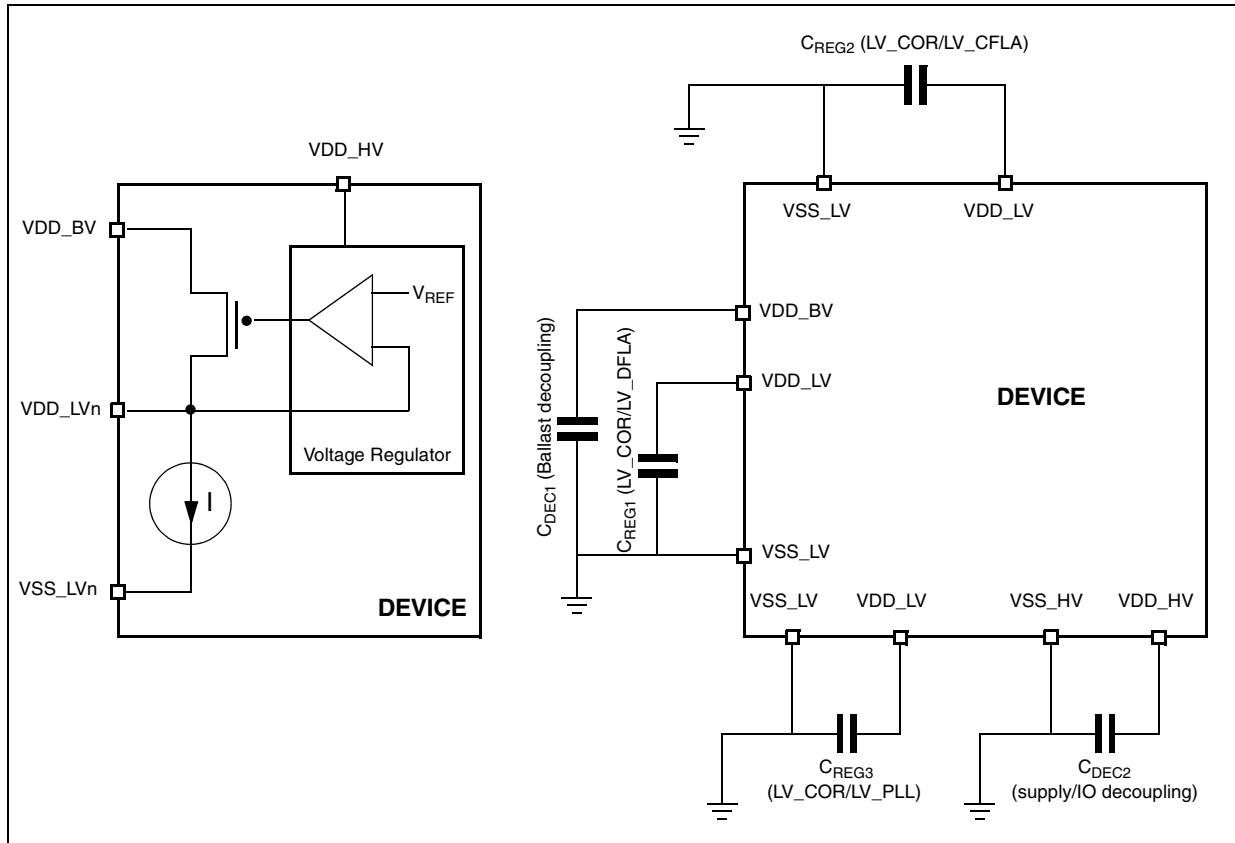 VDD_HV
VDD_BV
VREF
VDD_LVn
Voltage Regulator
I
VSS_LVn
DEVICE
CREG2 (LV_COR/LV_CFLA)
VSS_LV
VDD_LV
VDD_BV
VDD_LV
DEVICE
CDEC1 (Ballast decoupling)
CREG1 (LV_COR/LV_DFLA)
VSS_LV
VSS_LV
VDD_LV
VSS_HV
VDD_HV
CREG3
(LV_COR/LV_PLL)
CDEC2
(supply/IO decoupling)